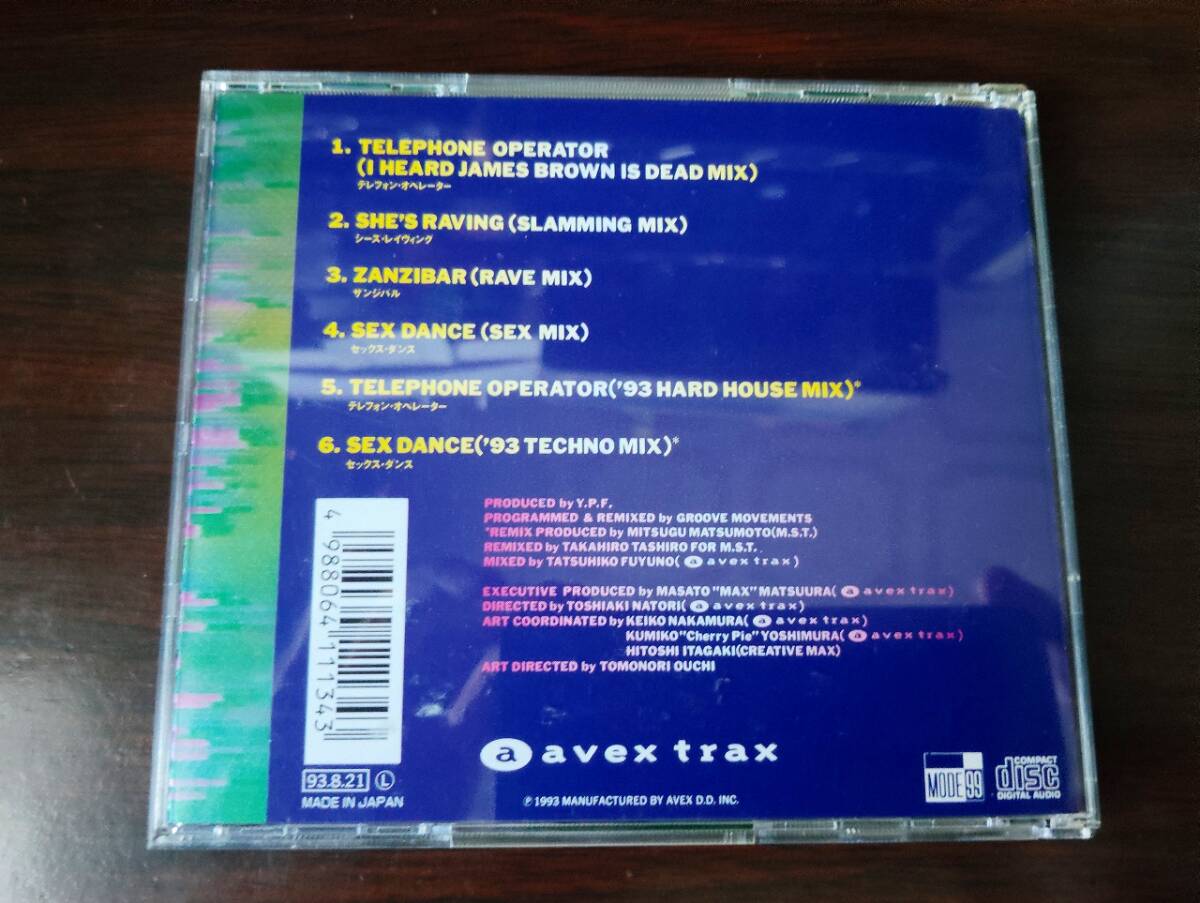 1. TELEPHONE OPERATOR
(I HEARD JAMES BROWN IS DEAD MIX)
テレフォン・オペレーター
2. SHE'S RAVING (SLAMMING MIX)
シーズ・レイヴィング
3. ZANZIBAR (RAVE MIX)
サンジバル
4. SEX DANCE (SEX MIX)
セックス・ダンス
5. TELEPHONE OPERATOR('93 HARD HOUSE MIX)*
テレフォン・オペレーター
6. SEX DANCE('93 TECHNO MIX)*
セックス・ダンス
PRODUCED by Y.P.F.
PROGRAMMED & REMIXED by GROOVE MOVEMENTS
*REMIX PRODUCED by MITSUGU MATSUMOTO(M.S.T.)
REMIXED by TAKAHIRO TASHIRO FOR M.S.T.
MIXED by TATSUHIKO FUYUNO( a avex trax )
EXECUTIVE PRODUCED by MASATO "MAX" MATSUURA( a avex trax )
DIRECTED by TOSHIAKI NATORI( a avex trax )
ART COORDINATED by KEIKO NAKAMURA( a avex trax )
KUMIKO "Cherry Pie" YOSHIMURA( a avex trax )
HITOSHI ITAGAKI(CREATIVE MAX)
ART DIRECTED by TOMONORI OUCHI
4 988064 111343
a avex trax
93.8.21 L
MADE IN JAPAN
Ⓟ 1993 MANUFACTURED BY AVEX D.D. INC.
MODE 99
COMPACT
disc
DIGITAL AUDIO